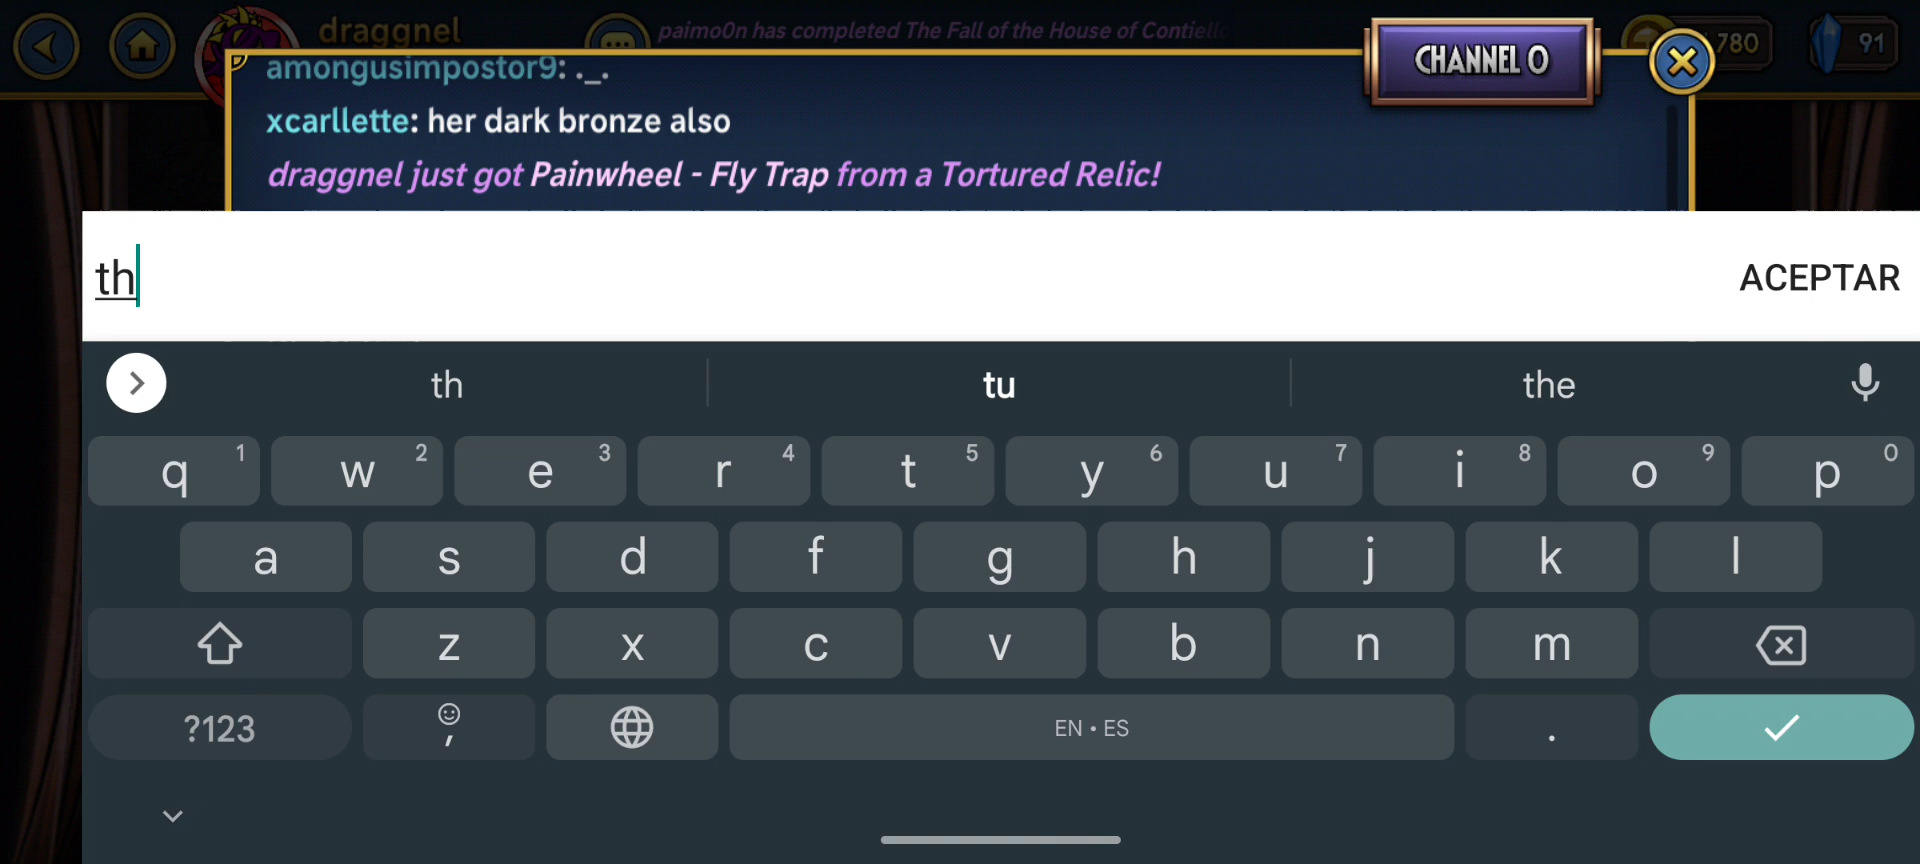 draggnel
paimo0n has completed The Fall of the House of Contiello
CHANNEL 0
780
91
amongusimpostor9: ._.
xcarllette: her dark bronze also
draggnel just got Painwheel - Fly Trap from a Tortured Relic!
th
ACEPTAR
th tu the
q 1 w 2 e 3 r 4 t 5 y 6 u 7 i 8 o 9 p 0
a s d f g h j k l
z x c v b n m
?123 , EN • ES .